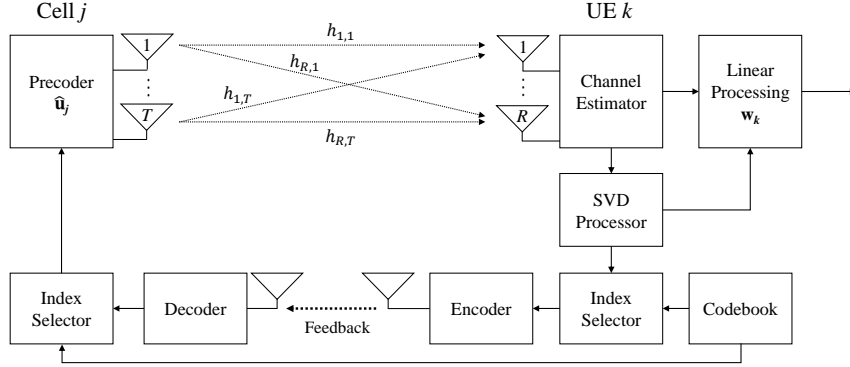 Cell j
UE k
1
h_{1,1}
1
Precoder
û_j
⋮
h_{R,1}
⋮
Channel
Estimator
Linear
Processing
w_k
T
h_{1,T}
R
h_{R,T}
SVD
Processor
Index
Selector
Decoder
Feedback
Encoder
Index
Selector
Codebook